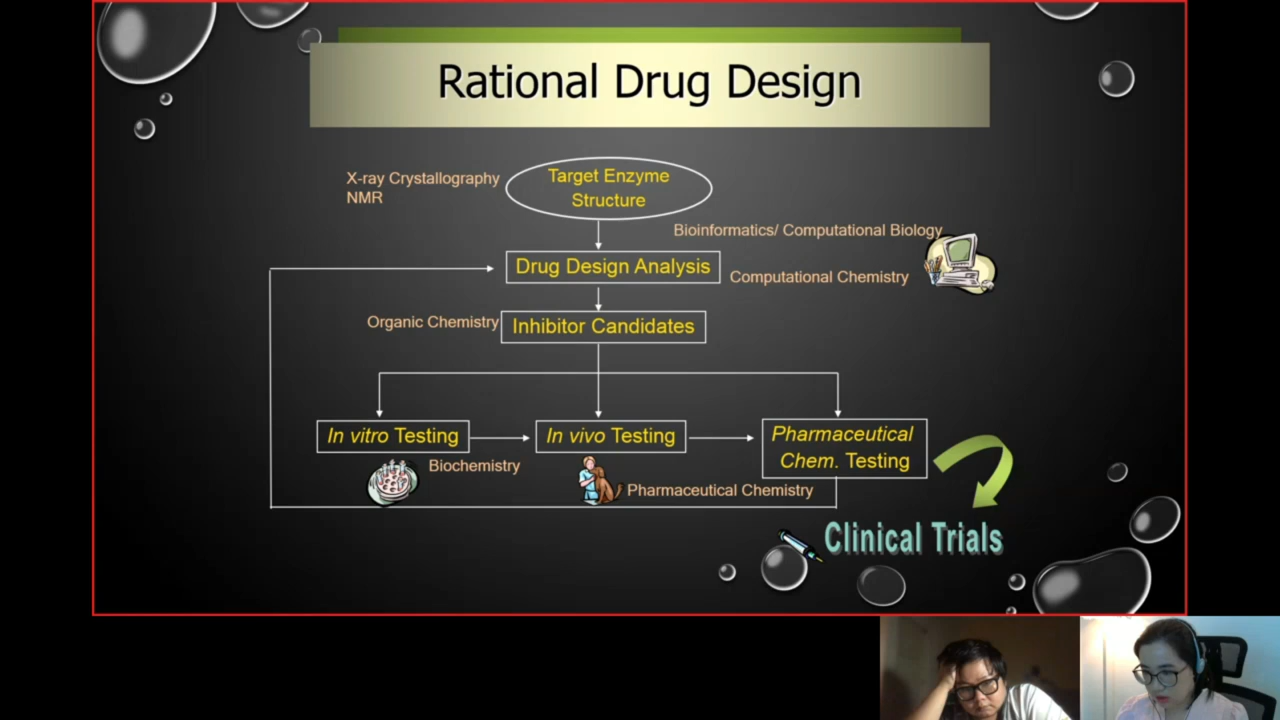 Rational Drug Design
X-ray Crystallography
NMR
Target Enzyme
Structure
Bioinformatics/ Computational Biology
Drug Design Analysis
Computational Chemistry
Organic Chemistry
Inhibitor Candidates
In vitro Testing
In vivo Testing
Pharmaceutical
Chem. Testing
Biochemistry
Pharmaceutical Chemistry
Clinical Trials